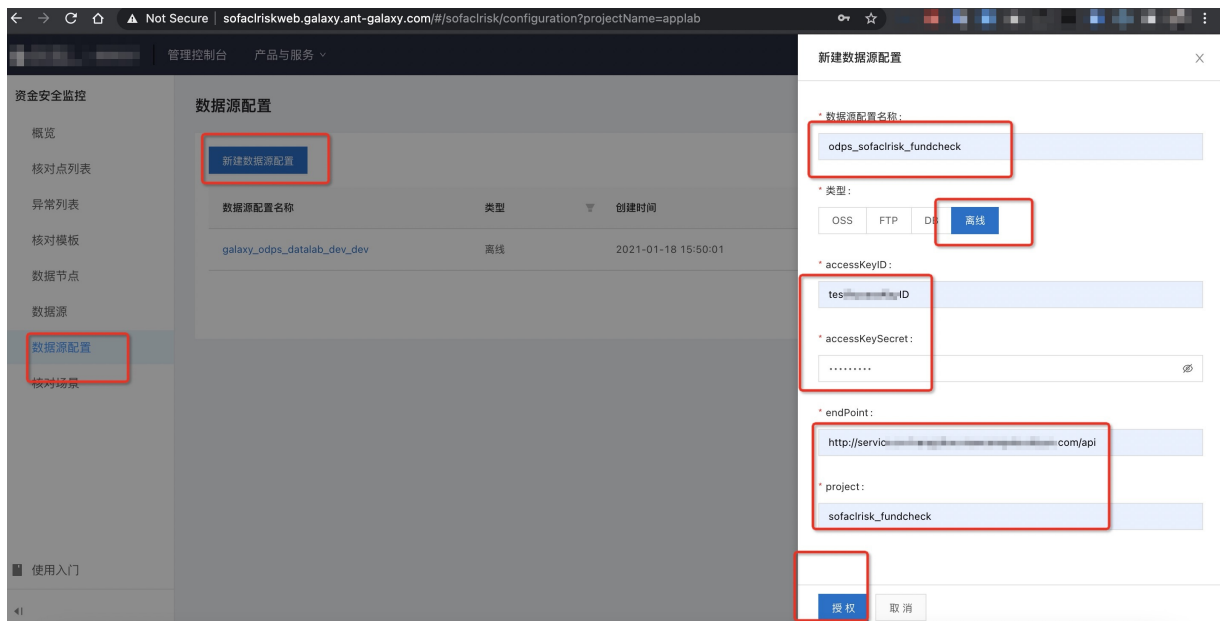 Not Secure sofaclriskweb.galaxy.ant-galaxy.com/#/sofaclrisk/configuration?projectName=applab
管理控制台 产品与服务
资金安全监控
概览
核对点列表
异常列表
核对模板
数据节点
数据源
数据源配置
核对场景
使用入门
数据源配置
新建数据源配置
数据源配置名称 类型 创建时间
galaxy_odps_datalab_dev_dev 离线 2021-01-18 15:50:01
新建数据源配置
* 数据源配置名称:
odps_sofaclrisk_fundcheck
* 类型:
OSS FTP DB 离线
* accessKeyID:
tes ID
* accessKeySecret:
·········
* endPoint:
http://servic com/api
* project:
sofaclrisk_fundcheck
授权 取消